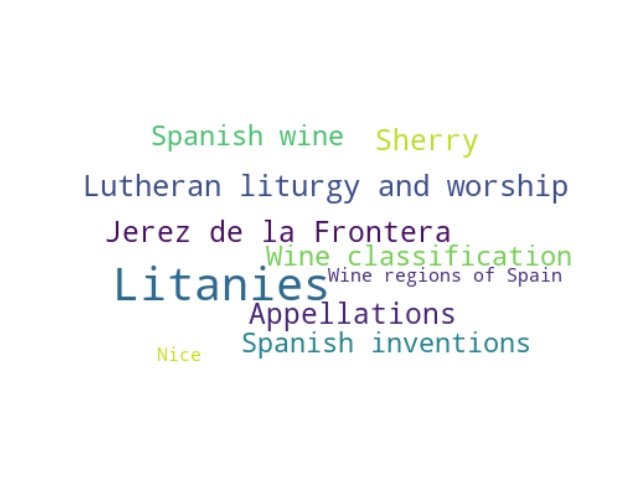 Spanish wine
Sherry
Lutheran liturgy and worship
Jerez de la Frontera
Wine classification
Wine regions of Spain
Litanies
Appellations
Spanish inventions
Nice